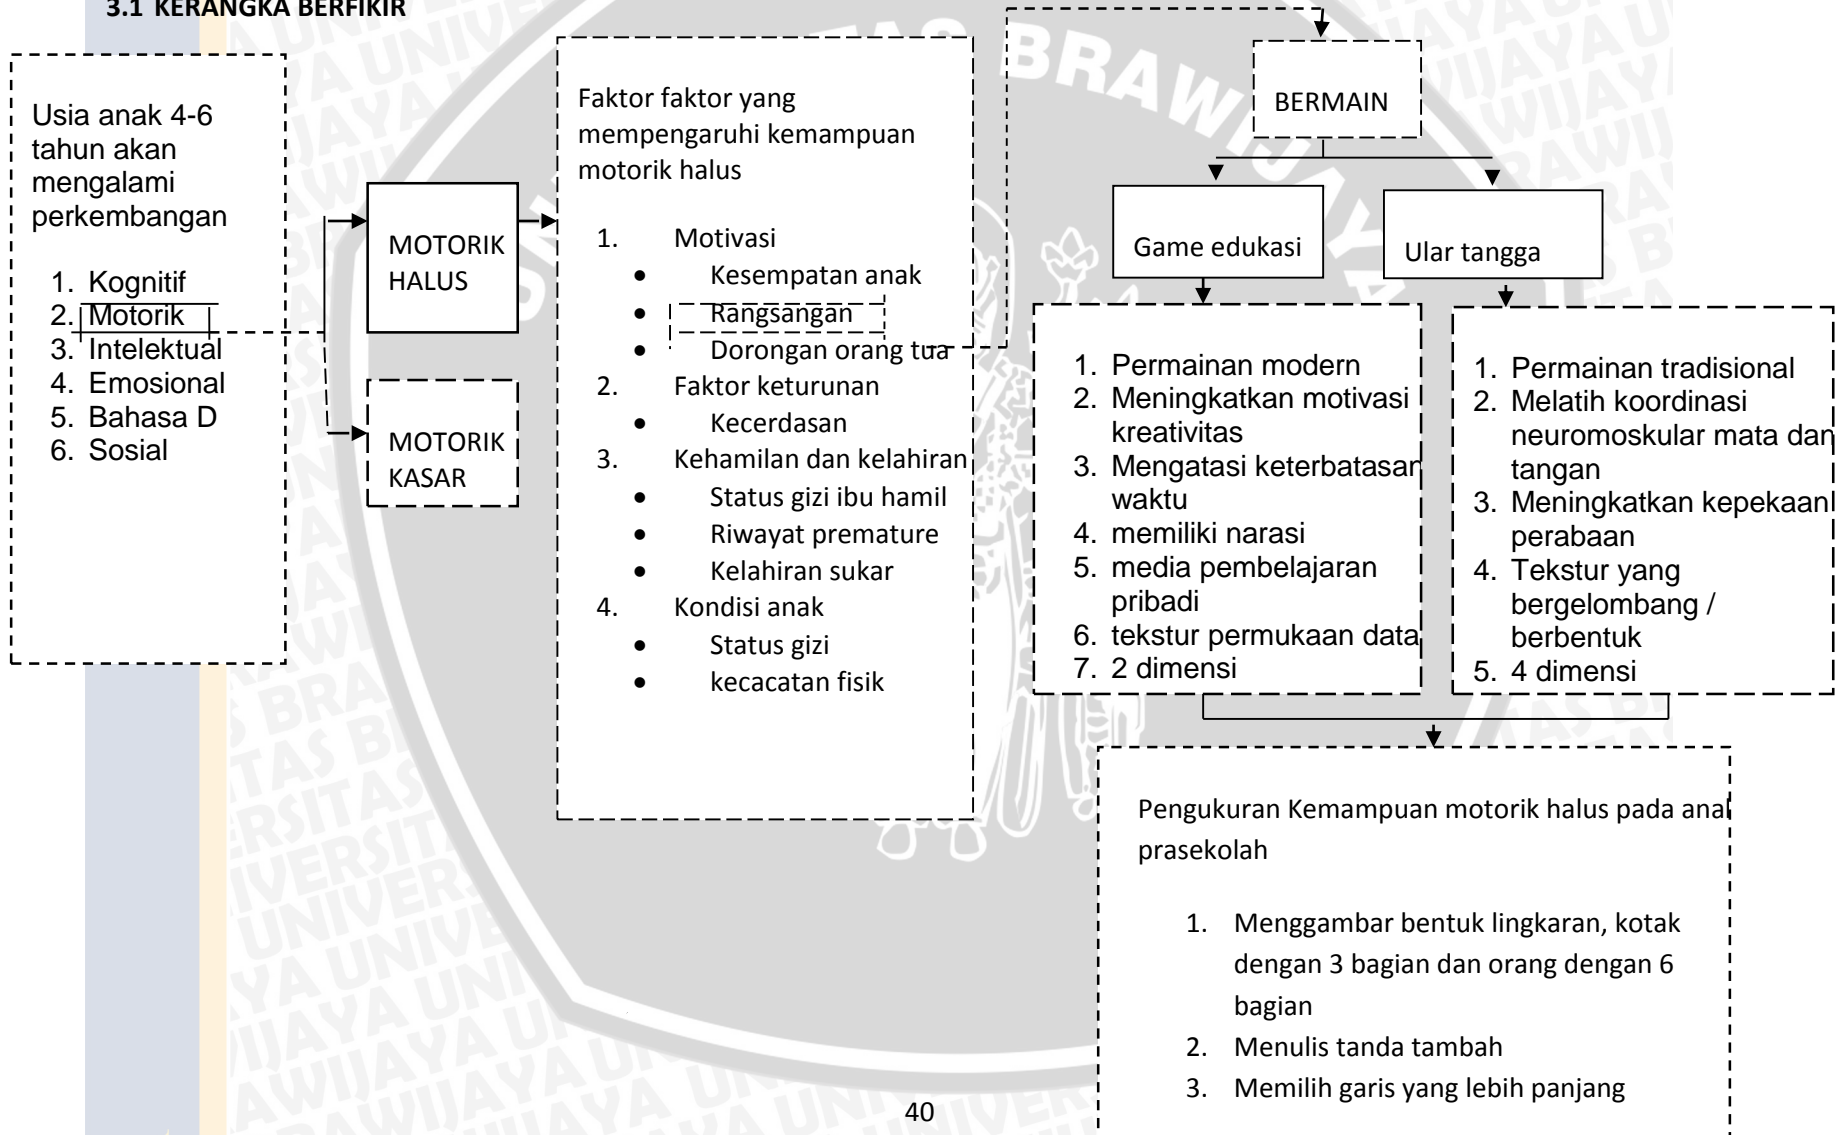 3.1 KERANGKA BERFIKIR
Usia anak 4-6
tahun akan
mengalami
perkembangan
1. Kognitif
2. Motorik
3. Intelektual
4. Emosional
5. Bahasa D
6. Sosial
MOTORIK
HALUS
MOTORIK
KASAR
Faktor faktor yang
mempengaruhi kemampuan
motorik halus
1. Motivasi
• Kesempatan anak
• Rangsangan
• Dorongan orang tua
2. Faktor keturunan
• Kecerdasan
3. Kehamilan dan kelahiran
• Status gizi ibu hamil
• Riwayat premature
• Kelahiran sukar
4. Kondisi anak
• Status gizi
• kecacatan fisik
BERMAIN
Game edukasi
Ular tangga
1. Permainan modern
2. Meningkatkan motivasi
kreativitas
3. Mengatasi keterbatasan
waktu
4. memiliki narasi
5. media pembelajaran
pribadi
6. tekstur permukaan data
7. 2 dimensi
1. Permainan tradisional
2. Melatih koordinasi
neuromoskular mata dan
tangan
3. Meningkatkan kepekaan
perabaan
4. Tekstur yang
bergelombang /
berbentuk
5. 4 dimensi
Pengukuran Kemampuan motorik halus pada anak
prasekolah
1. Menggambar bentuk lingkaran, kotak
dengan 3 bagian dan orang dengan 6
bagian
2. Menulis tanda tambah
3. Memilih garis yang lebih panjang
40
BRAWIJAYA